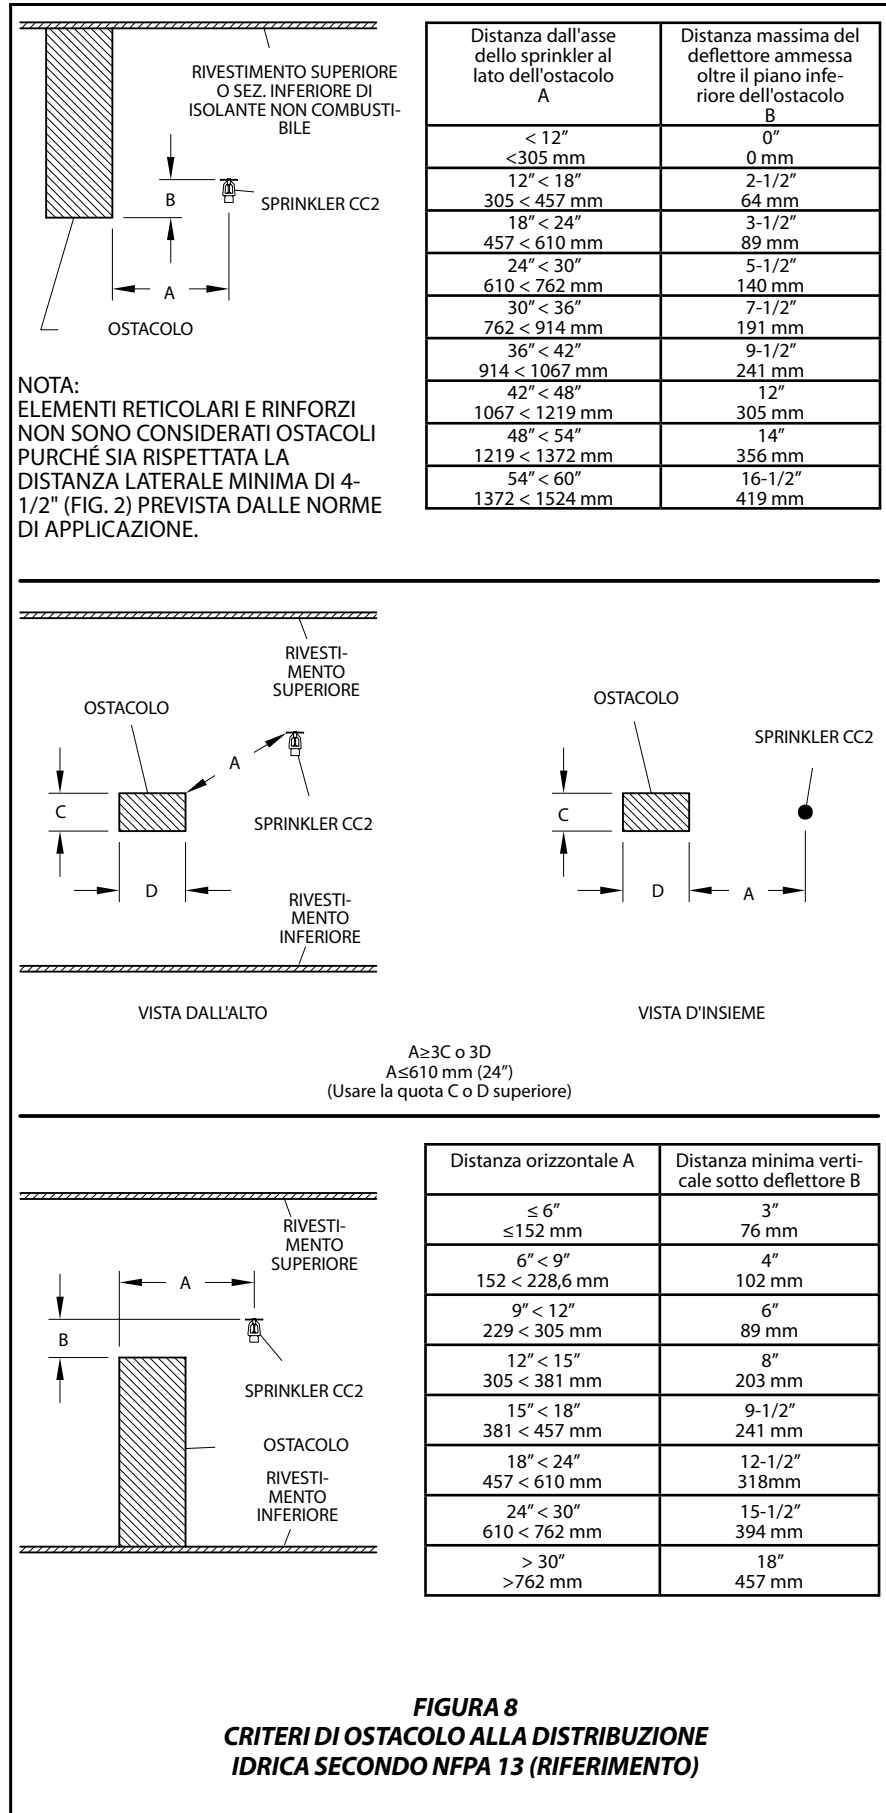 RIVESTIMENTO SUPERIORE
O SEZ. INFERIORE DI
ISOLANTE NON COMBUSTI-
BILE
B
SPRINKLER CC2
A
OSTACOLO
NOTA:
ELEMENTI RETICOLARI E RINFORZI
NON SONO CONSIDERATI OSTACOLI
PURCHÉ SIA RISPETTATA LA
DISTANZA LATERALE MINIMA DI 4-
1/2" (FIG. 2) PREVISTA DALLE NORME
DI APPLICAZIONE.
Distanza dall'asse
dello sprinkler al
lato dell'ostacolo
A
Distanza massima del
deflettore ammessa
oltre il piano infe-
riore dell'ostacolo
B
< 12"
<305 mm
0"
0 mm
12" < 18"
305 < 457 mm
2-1/2"
64 mm
18" < 24"
457 < 610 mm
3-1/2"
89 mm
24" < 30"
610 < 762 mm
5-1/2"
140 mm
30" < 36"
762 < 914 mm
7-1/2"
191 mm
36" < 42"
914 < 1067 mm
9-1/2"
241 mm
42" < 48"
1067 < 1219 mm
12"
305 mm
48" < 54"
1219 < 1372 mm
14"
356 mm
54" < 60"
1372 < 1524 mm
16-1/2"
419 mm
RIVESTI-
MENTO
SUPERIORE
OSTACOLO
A
C
SPRINKLER CC2
D
RIVESTI-
MENTO
INFERIORE
VISTA DALL'ALTO
OSTACOLO
SPRINKLER CC2
C
D
A
VISTA D'INSIEME
A≥3C o 3D
A≤610 mm (24")
(Usare la quota C o D superiore)
RIVESTI-
MENTO
SUPERIORE
A
B
SPRINKLER CC2
OSTACOLO
RIVESTI-
MENTO
INFERIORE
Distanza orizzontale A
Distanza minima verti-
cale sotto deflettore B
≤ 6"
≤152 mm
3"
76 mm
6" < 9"
152 < 228,6 mm
4"
102 mm
9" < 12"
229 < 305 mm
6"
89 mm
12" < 15"
305 < 381 mm
8"
203 mm
15" < 18"
381 < 457 mm
9-1/2"
241 mm
18" < 24"
457 < 610 mm
12-1/2"
318mm
24" < 30"
610 < 762 mm
15-1/2"
394 mm
> 30"
>762 mm
18"
457 mm
FIGURA 8
CRITERI DI OSTACOLO ALLA DISTRIBUZIONE
IDRICA SECONDO NFPA 13 (RIFERIMENTO)